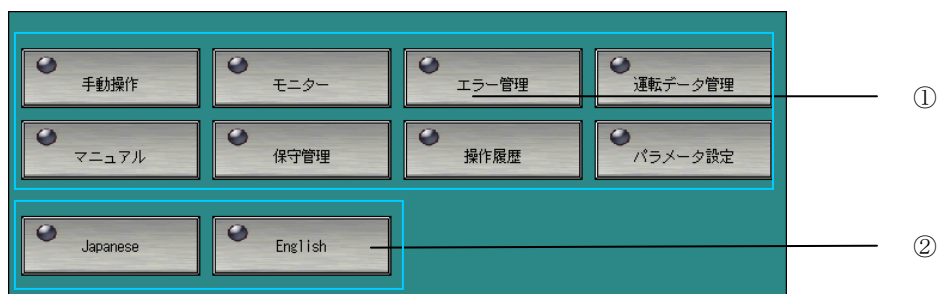 手動操作 モニター エラー管理 運転データ管理 ①
マニュアル 保守管理 操作履歴 パラメータ設定
Japanese English ②